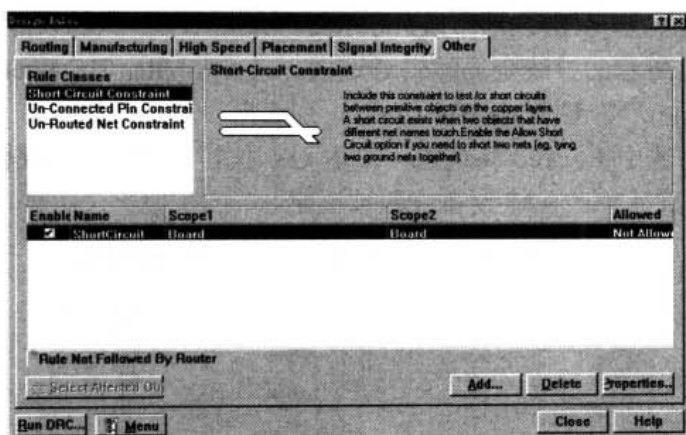 Design Rules
Routing Manufacturing High Speed Placement Signal Integrity Other
Rule Classes
Short Circuit Constraint
Un-Connected Pin Constrai
Un-Routed Net Constraint
Short-Circuit Constraint
Include this constraint to test for short circuits
between primitive objects on the copper layers.
A short circuit exists when two objects that have
different net names touch.Enable the Allow Short
Circuit option if you need to short two nets (eg, tying
two ground nets together).
Enable Name Scope1 Scope2 Allowed
ShortCircuit Board Board Not Allowe
Rule Not Followed By Router
Select Affected Ob
Add... Delete Properties..
Run DRC... Menu Close Help